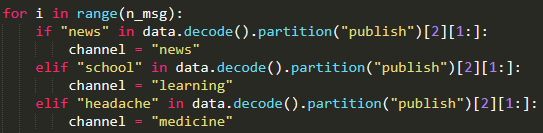 for i in range(n_msg):
    if "news" in data.decode().partition("publish")[2][1:]:
        channel = "news"
    elif "school" in data.decode().partition("publish")[2][1:]:
        channel = "learning"
    elif "headache" in data.decode().partition("publish")[2][1:]:
        channel = "medicine"